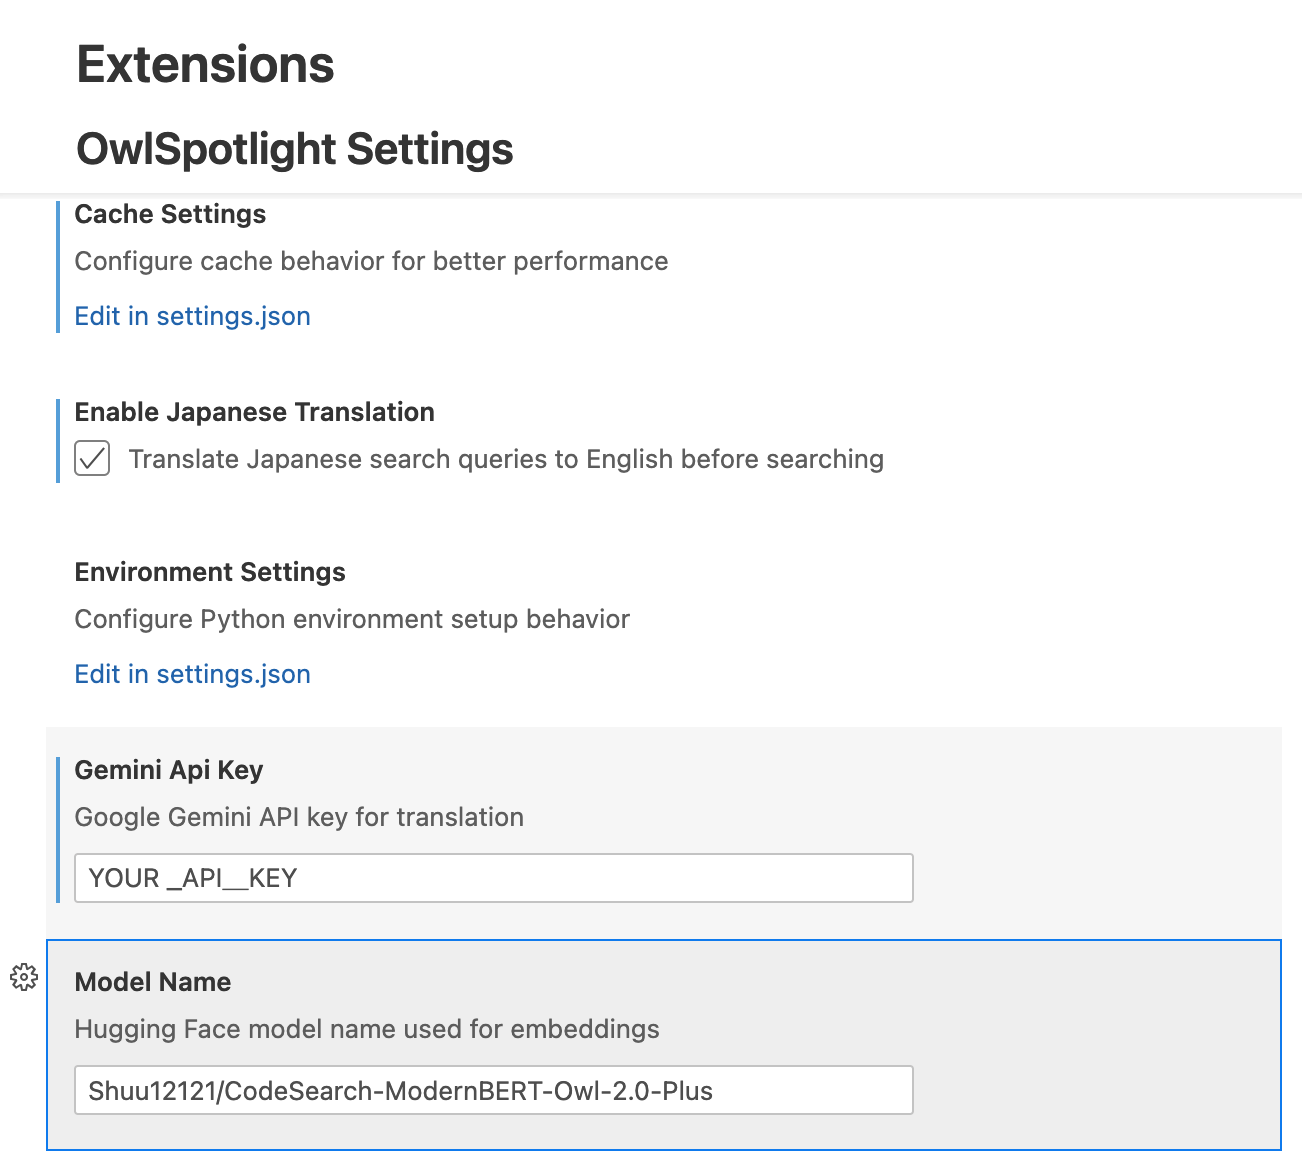 Extensions
OwlSpotlight Settings
Cache Settings
Configure cache behavior for better performance
Edit in settings.json
Enable Japanese Translation
Translate Japanese search queries to English before searching
Environment Settings
Configure Python environment setup behavior
Edit in settings.json
Gemini Api Key
Google Gemini API key for translation
YOUR _API__KEY
Model Name
Hugging Face model name used for embeddings
Shuu12121/CodeSearch-ModernBERT-Owl-2.0-Plus